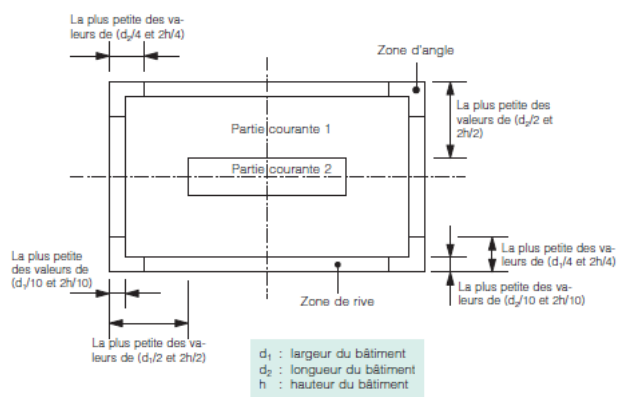 La plus petite des va-
leurs de (d₂/4 et 2h/4)
Zone d'angle
La plus petite des
valeurs de (d₂/2 et
2h/2)
Partie courante 1
Partie courante 2
La plus petite
des valeurs de
(d₁/10 et 2h/10)
La plus petite des va-
leurs de (d₁/4 et 2h/4)
La plus petite des va-
leurs de (d₂/10 et 2h/10)
Zone de rive
La plus petite des va-
leurs de (d₁/2 et 2h/2)
d₁ : largeur du bâtiment
d₂ : longueur du bâtiment
h : hauteur du bâtiment